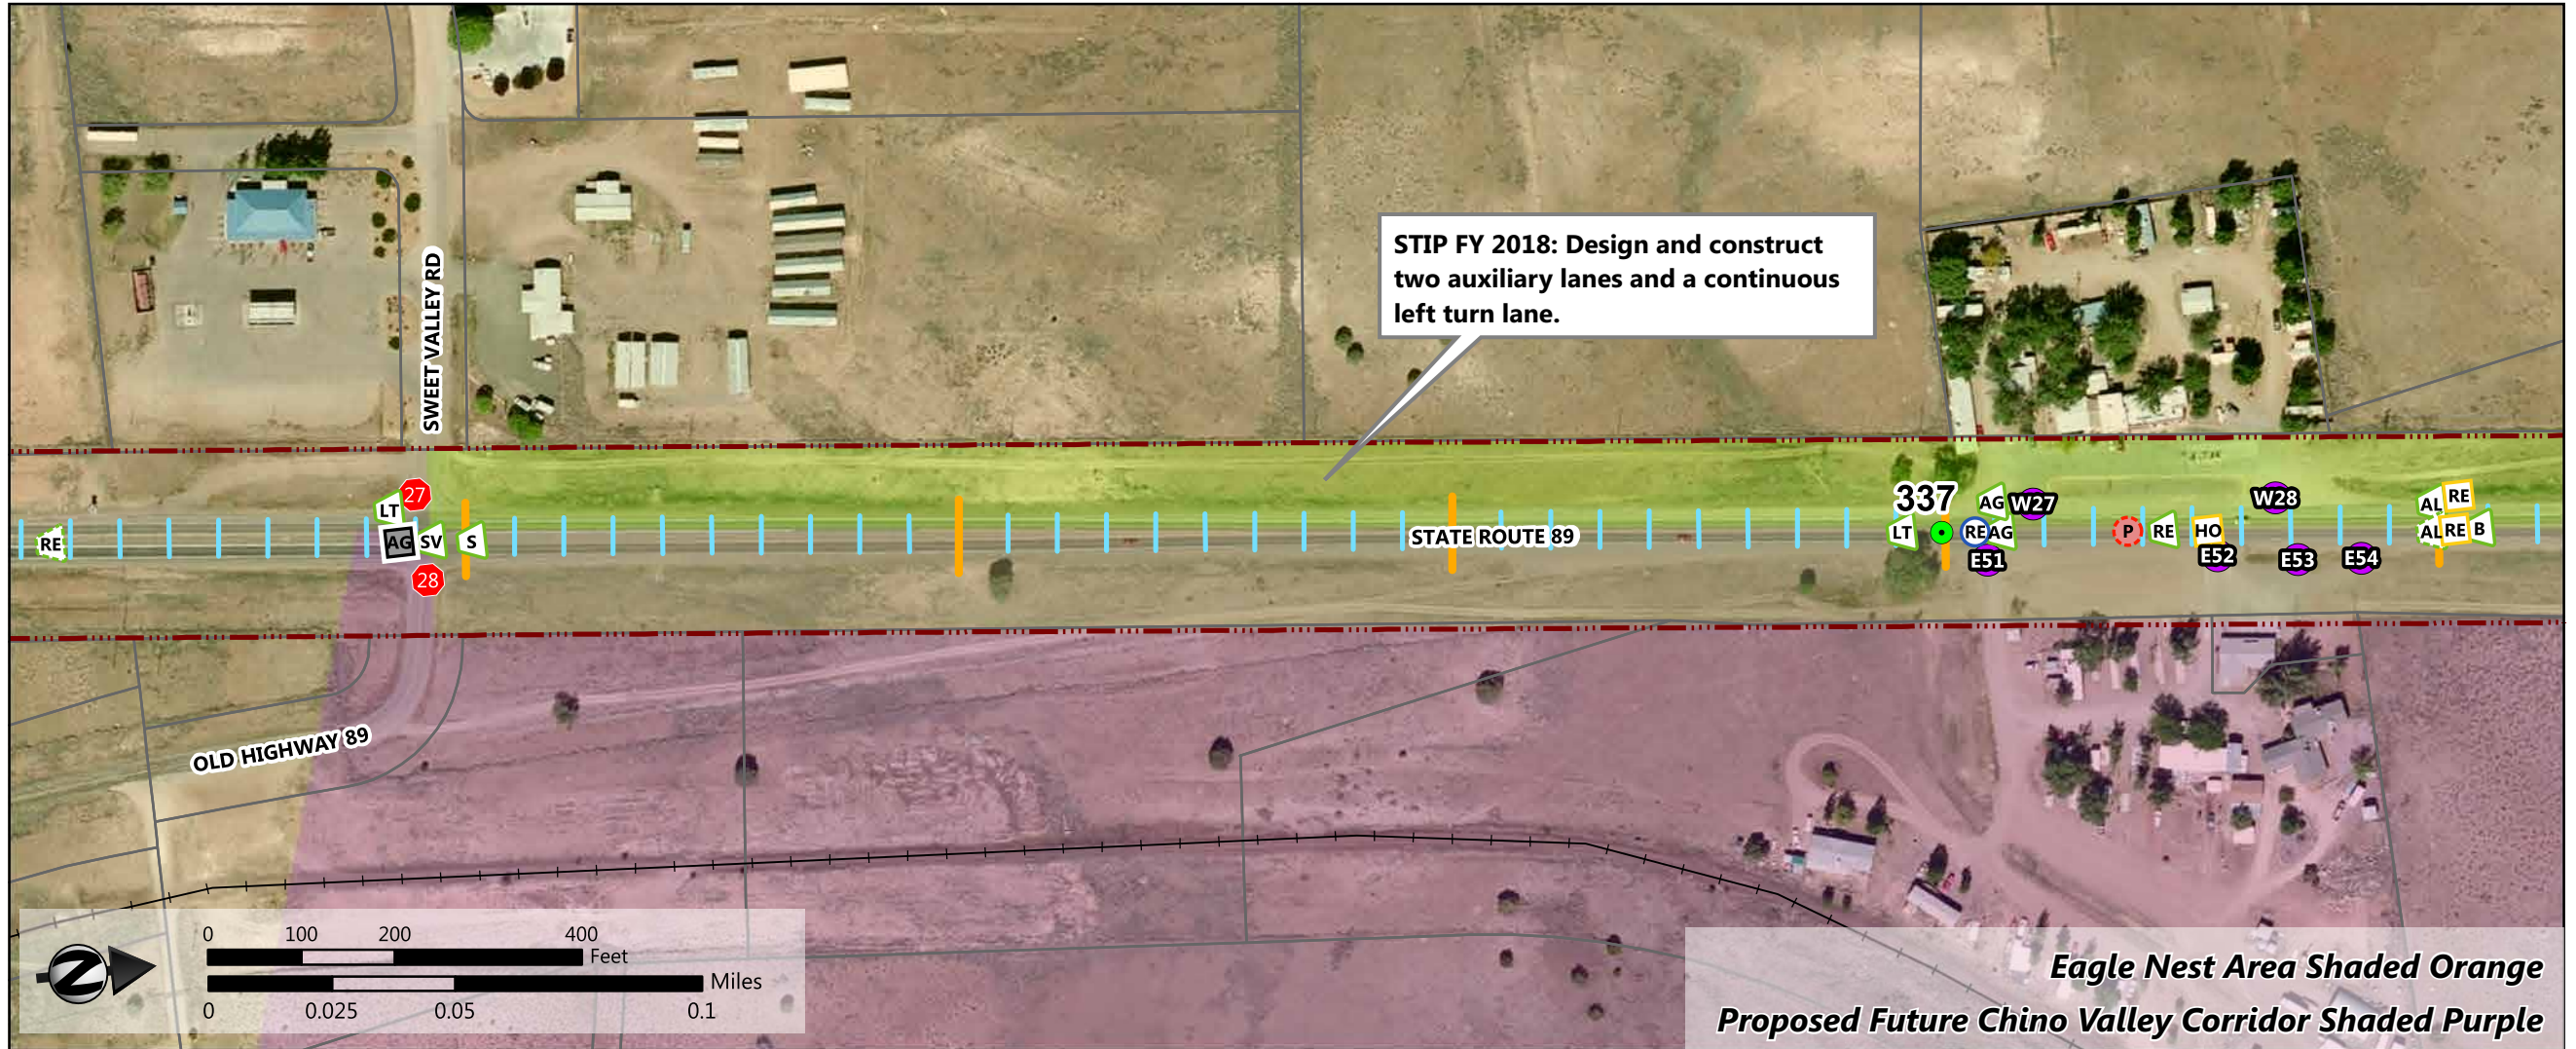 SWEET VALLEY RD
STIP FY 2018: Design and construct
two auxiliary lanes and a continuous
left turn lane.
27
LT
RE
AG
SV
S
28
STATE ROUTE 89
337
LT
RE
AG
AG
W27
E51
P
RE
HO
E52
W28
E53
E54
AL
RE
AL
RE
B
OLD HIGHWAY 89
0 100 200 400
Feet
Miles
0 0.025 0.05 0.1
Z
Eagle Nest Area Shaded Orange
Proposed Future Chino Valley Corridor Shaded Purple